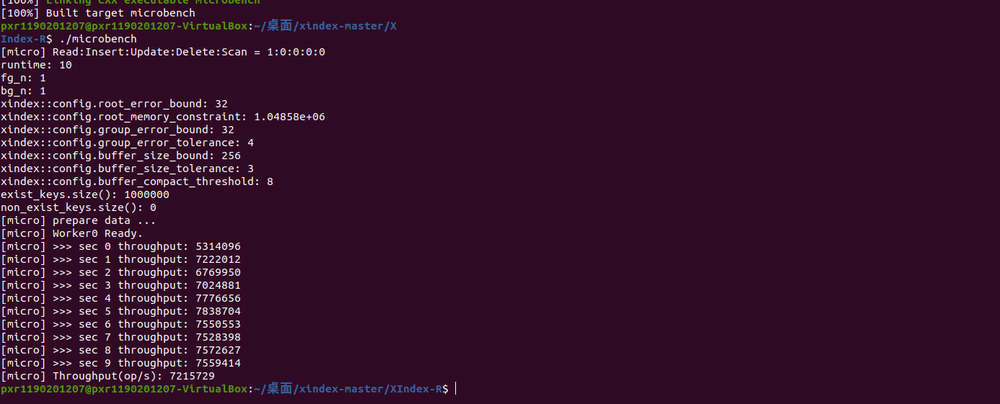 [100%] Linking CXX executable microbench
[100%] Built target microbench
pxr1190201207@pxr1190201207-VirtualBox:~/桌面/xindex-master/X
Index-R$ ./microbench
[micro] Read:Insert:Update:Delete:Scan = 1:0:0:0:0
runtime: 10
fg_n: 1
bg_n: 1
xindex::config.root_error_bound: 32
xindex::config.root_memory_constraint: 1.04858e+06
xindex::config.group_error_bound: 32
xindex::config.group_error_tolerance: 4
xindex::config.buffer_size_bound: 256
xindex::config.buffer_size_tolerance: 3
xindex::config.buffer_compact_threshold: 8
exist_keys.size(): 1000000
non_exist_keys.size(): 0
[micro] prepare data ...
[micro] Worker0 Ready.
[micro] >>> sec 0 throughput: 5314096
[micro] >>> sec 1 throughput: 7222012
[micro] >>> sec 2 throughput: 6769950
[micro] >>> sec 3 throughput: 7024881
[micro] >>> sec 4 throughput: 7776656
[micro] >>> sec 5 throughput: 7838704
[micro] >>> sec 6 throughput: 7550553
[micro] >>> sec 7 throughput: 7528398
[micro] >>> sec 8 throughput: 7572627
[micro] >>> sec 9 throughput: 7559414
[micro] Throughput(op/s): 7215729
pxr1190201207@pxr1190201207-VirtualBox:~/桌面/xindex-master/XIndex-R$